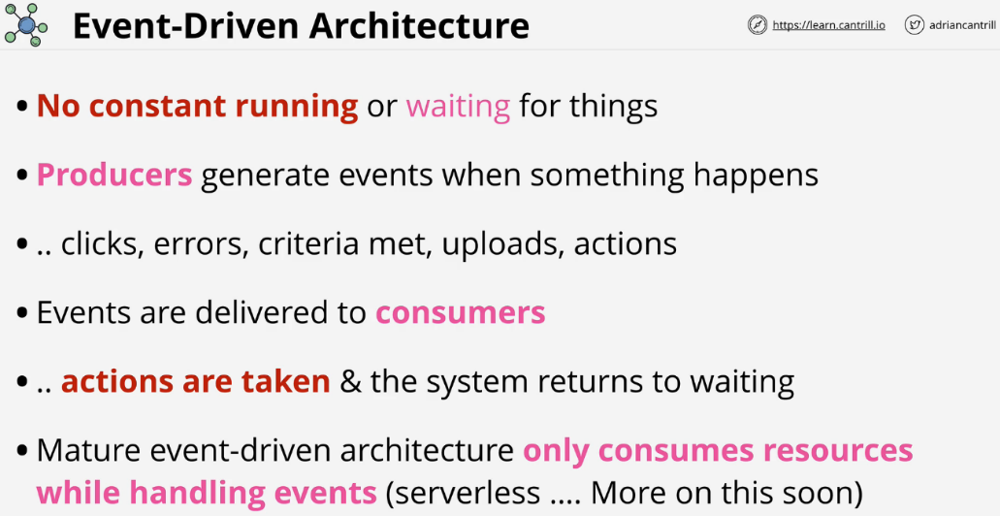 Event-Driven Architecture
https://learn.cantrill.io
adriancantrill
• No constant running or waiting for things
• Producers generate events when something happens
• .. clicks, errors, criteria met, uploads, actions
• Events are delivered to consumers
• .. actions are taken & the system returns to waiting
• Mature event-driven architecture only consumes resources
while handling events (serverless .... More on this soon)